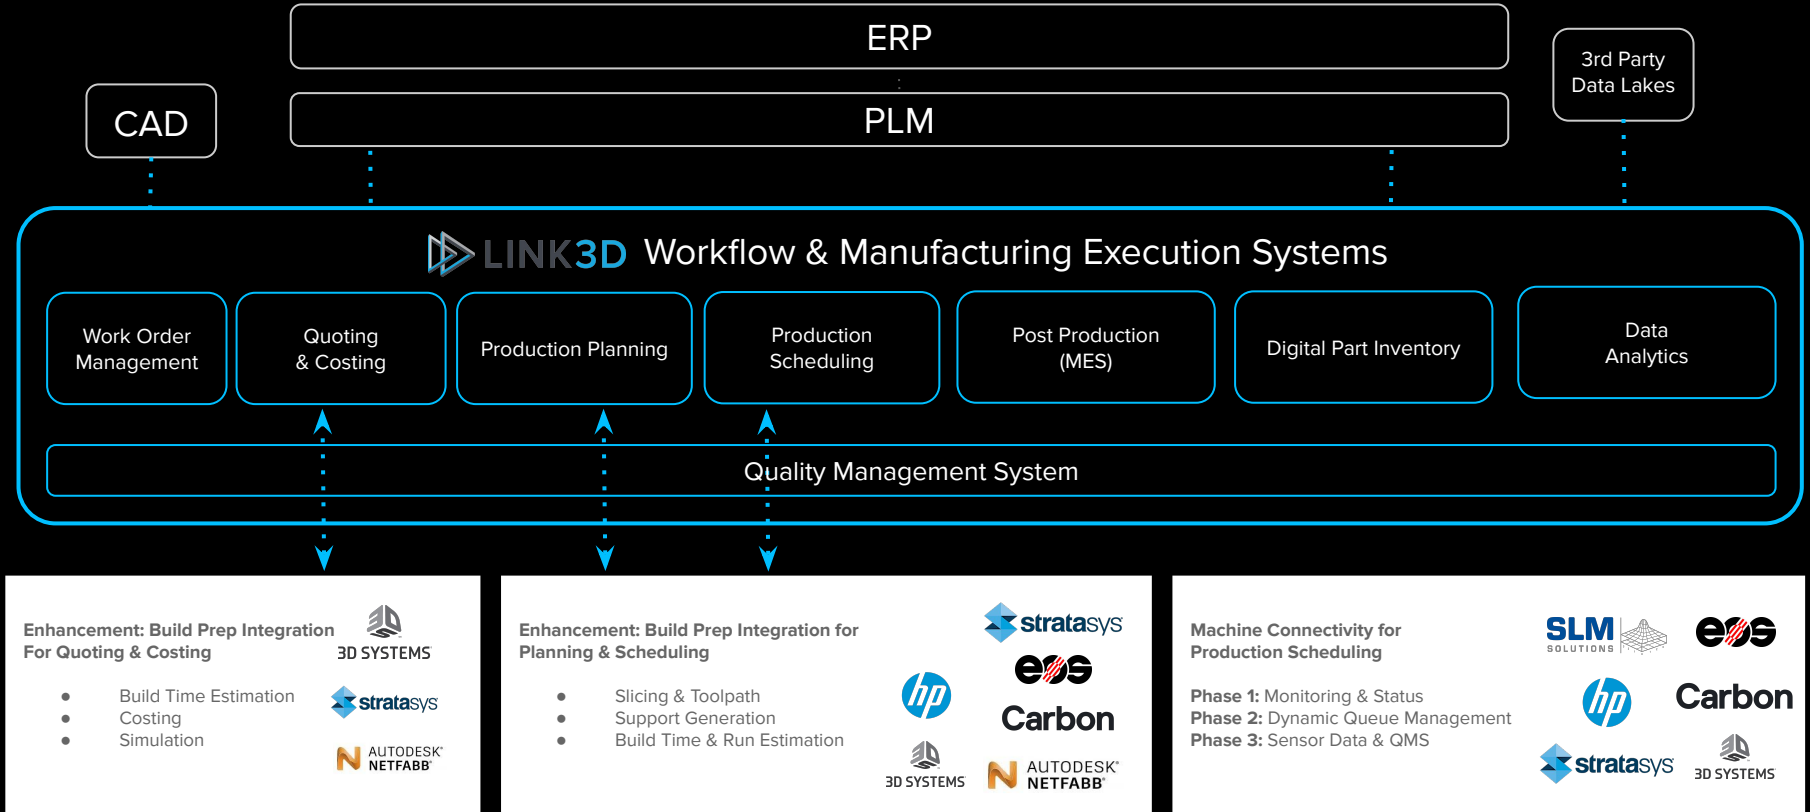 ERP
3rd Party
Data Lakes
CAD
PLM
LINK3D Workflow & Manufacturing Execution Systems
Work Order
Management
Quoting
& Costing
Production Planning
Production
Scheduling
Post Production
(MES)
Digital Part Inventory
Data
Analytics
Quality Management System
Enhancement: Build Prep Integration
For Quoting & Costing
● Build Time Estimation
● Costing
● Simulation
3D
3D SYSTEMS
stratasys
N AUTODESK®
NETFABB®
Enhancement: Build Prep Integration for
Planning & Scheduling
● Slicing & Toolpath
● Support Generation
● Build Time & Run Estimation
stratasys
eos
hp
Carbon
3D
3D SYSTEMS
N AUTODESK®
NETFABB®
Machine Connectivity for
Production Scheduling
Phase 1: Monitoring & Status
Phase 2: Dynamic Queue Management
Phase 3: Sensor Data & QMS
SLM
SOLUTIONS
eos
hp
Carbon
stratasys
3D
3D SYSTEMS